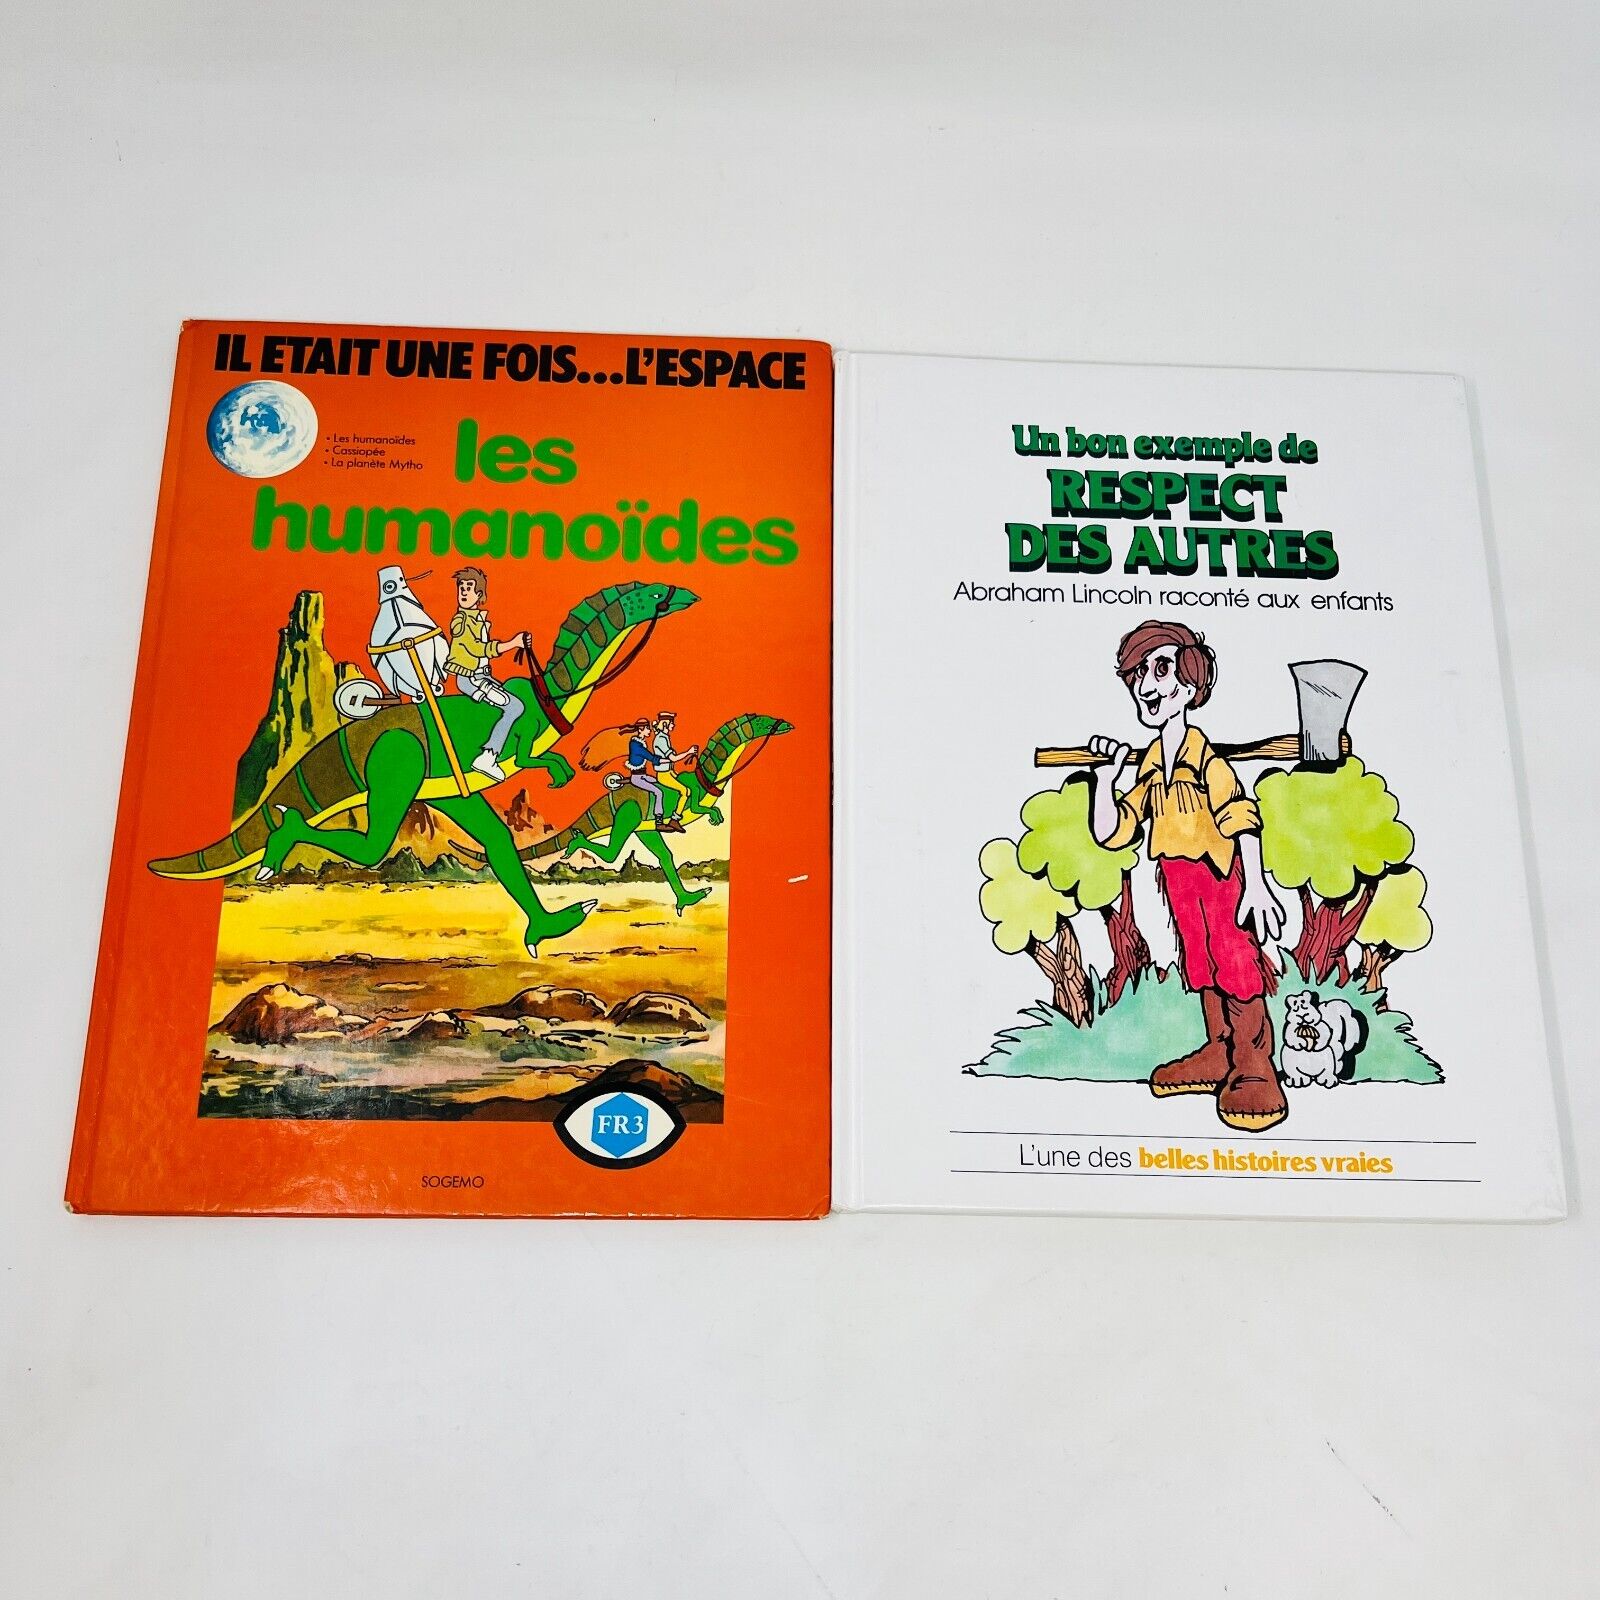 IL ETAIT UNE FOIS...L'ESPACE
• Les humanoïdes
• Cassiopée
• La planète Mytho
les
humanoïdes
FR3
SOGEMO
Un bon exemple de
RESPECT
DES AUTRES
Abraham Lincoln raconté aux enfants
L'une des belles histoires vraies